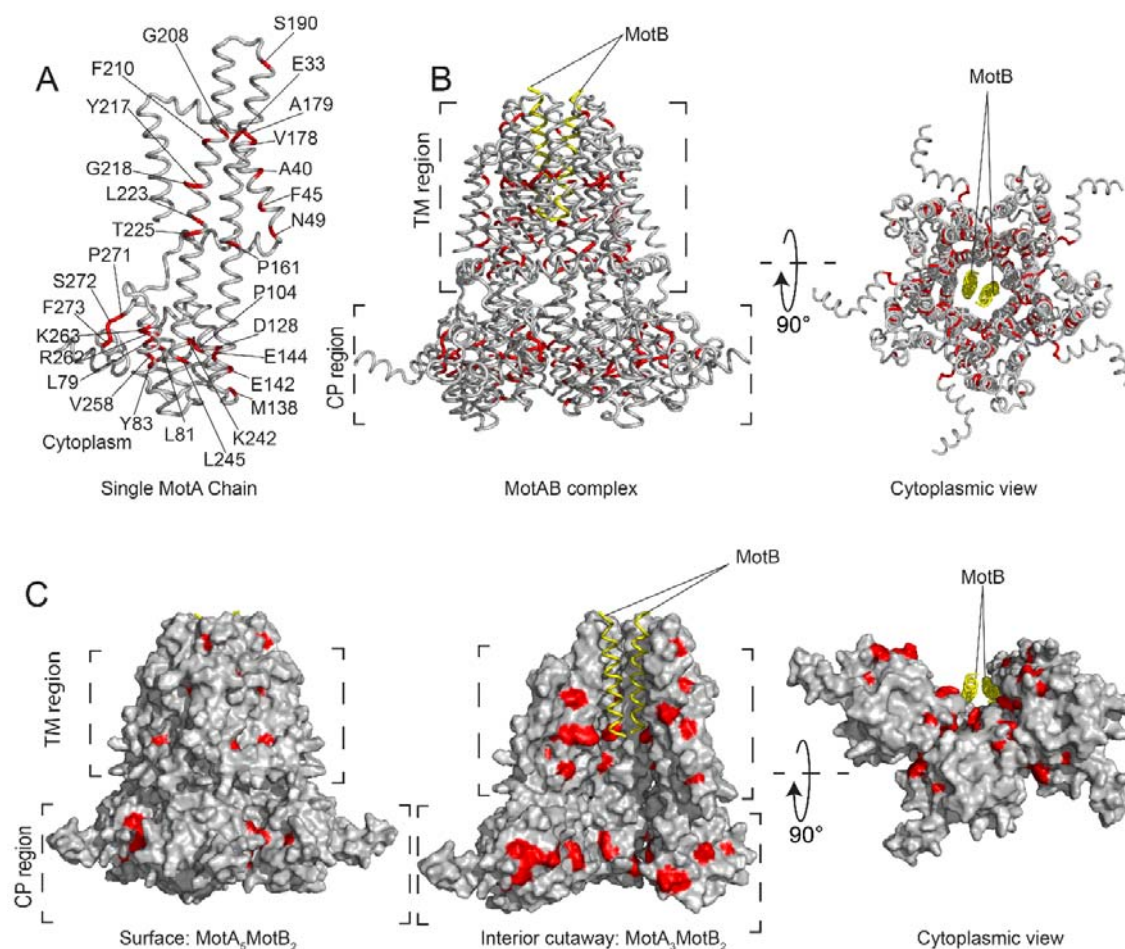 A
S190
G208
E33
F210
A179
Y217
V178
G218
A40
L223
F45
T225
N49
P271
P161
S272
P104
F273
D128
K263
E144
R262
E142
L79
M138
V258
Y83
L81
K242
L245
Cytoplasm
Single MotA Chain
B
MotB
TM region
CP region
MotAB complex
MotB
90°
Cytoplasmic view
C
TM region
CP region
Surface: MotA₅MotB₂
MotB
TM region
CP region
Interior cutaway: MotA₃MotB₂
MotB
90°
Cytoplasmic view